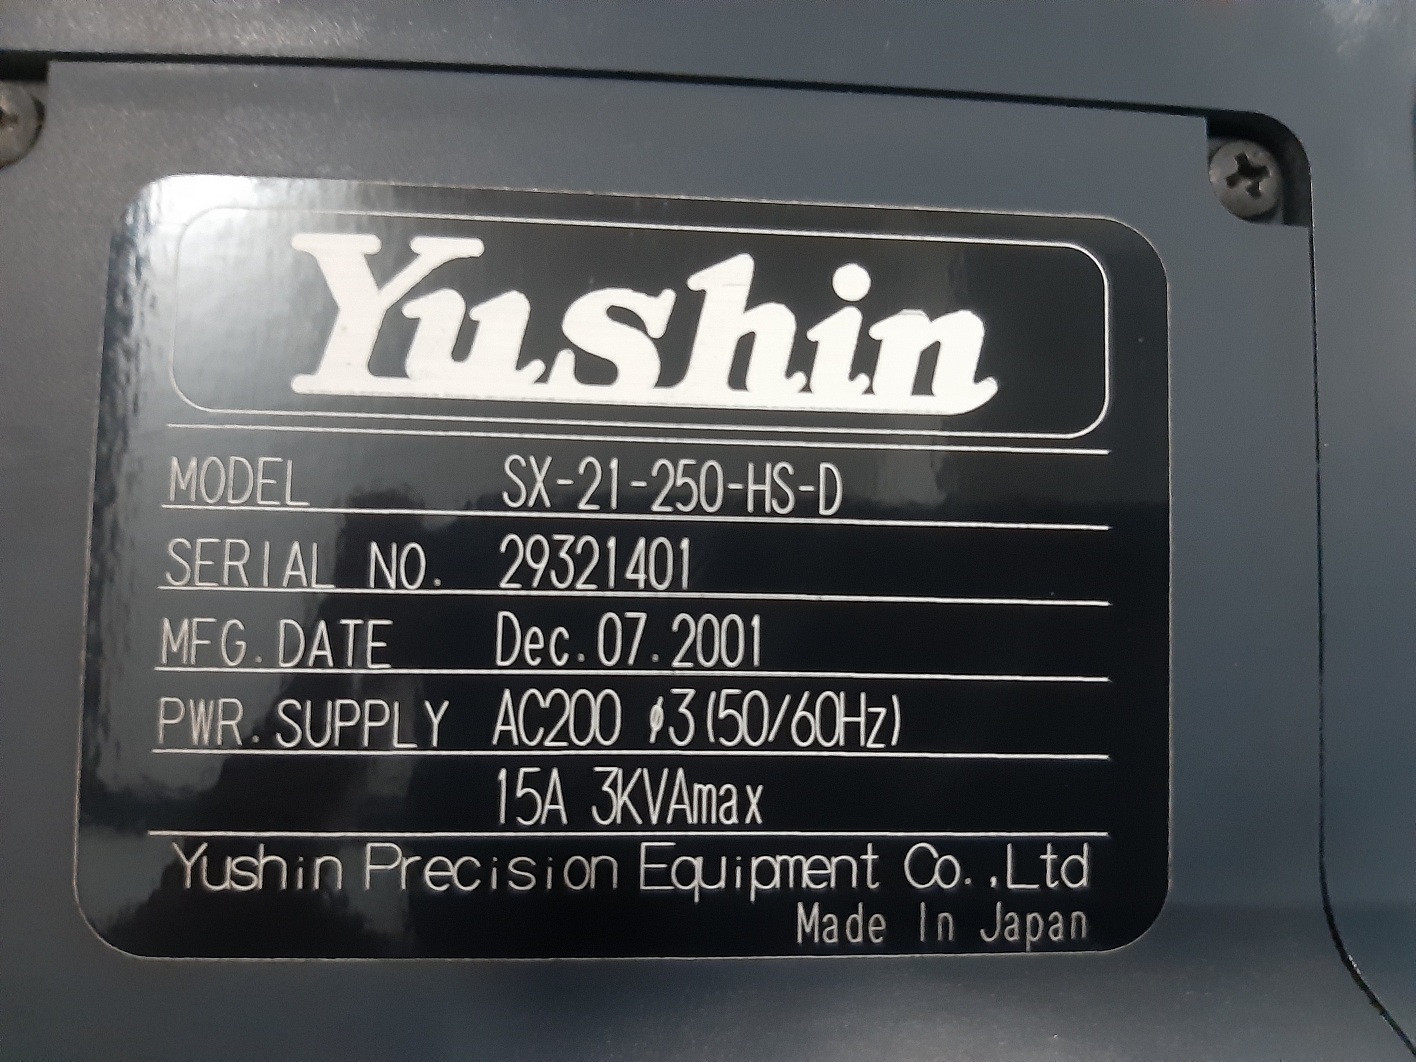 Yushin
MODEL SX-21-250-HS-D
SERIAL NO. 29321401
MFG.DATE Dec.07.2001
PWR.SUPPLY AC200 φ3(50/60Hz)
15A 3KVAmax
Yushin Precision Equipment Co.,Ltd
Made In Japan